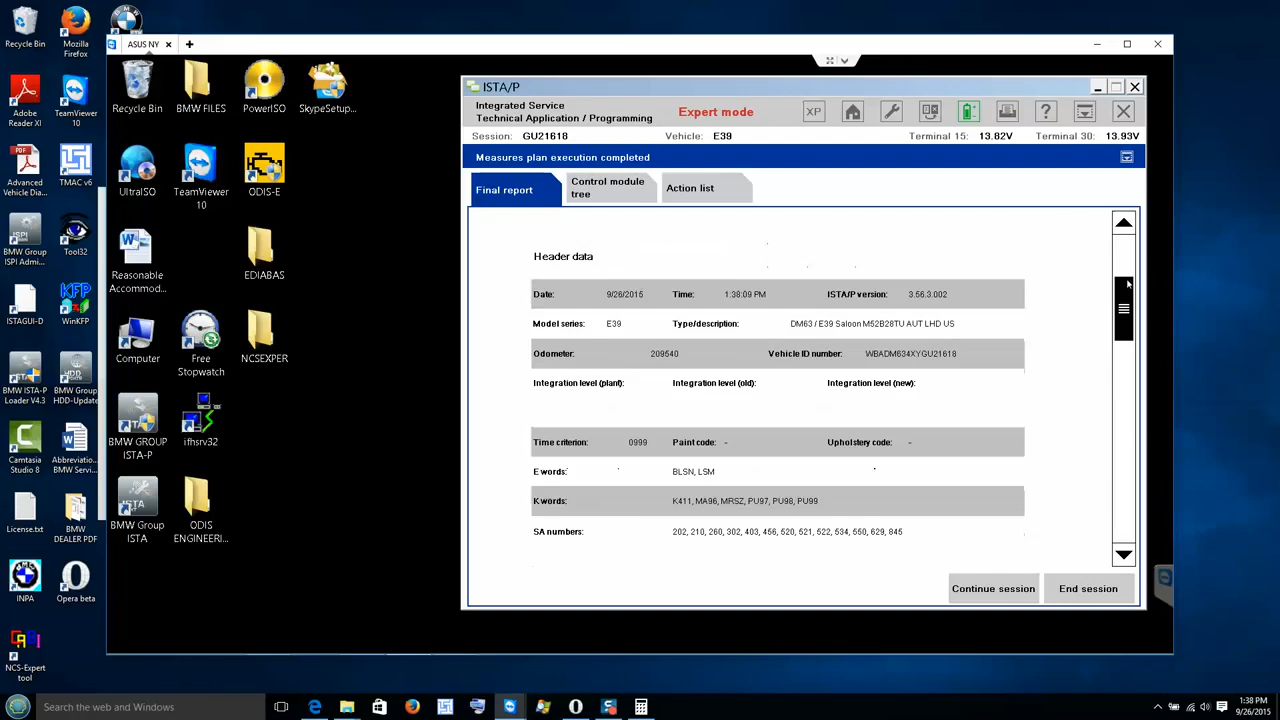 ASUS NY
Recycle Bin
Mozilla
Firefox
Adobe
Reader XI
TeamViewer
10
Advanced
Vehicle Dia...
TMAC v6
BMW Group
ISPI Admi...
Tool32
ISTAGUI-D
WinKFP
BMW ISTA-P
Loader V4.3
BMW Group
HDD-Update
Camtasia
Studio 8
Abbreviatio...
BMW Servi...
License.txt
BMW
DEALER PDF
INPA
Opera beta
NCS-Expert
tool
Recycle Bin
BMW FILES
PowerISO
SkypeSetup...
UltraISO
TeamViewer
10
ODIS-E
Reasonable
Accommod...
EDIABAS
Computer
Free
Stopwatch
NCSEXPER
BMW GROUP
ISTA-P
ifhsrv32
BMW Group
ISTA
ODIS
ENGINEERI...
ISTA/P
Integrated Service
Technical Application / Programming
Expert mode
XP
Session: GU21618 Vehicle: E39 Terminal 15: 13.82V Terminal 30: 13.93V
Measures plan execution completed
Final report
Control module
tree
Action list
Header data
Date: 9/26/2015 Time: 1:38:09 PM ISTA/P version: 3.56.3.002
Model series: E39 Type/description: DM63 / E39 Saloon M52B28TU AUT LHD US
Odometer: 209540 Vehicle ID number: WBADM634XYGU21618
Integration level (plant): Integration level (old): Integration level (new):
Time criterion: 0999 Paint code: - Upholstery code: -
E words: BLSN, LSM
K words: K411, MA96, MRSZ, PU97, PU98, PU99
SA numbers: 202, 210, 260, 302, 403, 456, 520, 521, 522, 534, 550, 629, 845
Continue session End session
Search the web and Windows
1:38 PM
9/26/2015